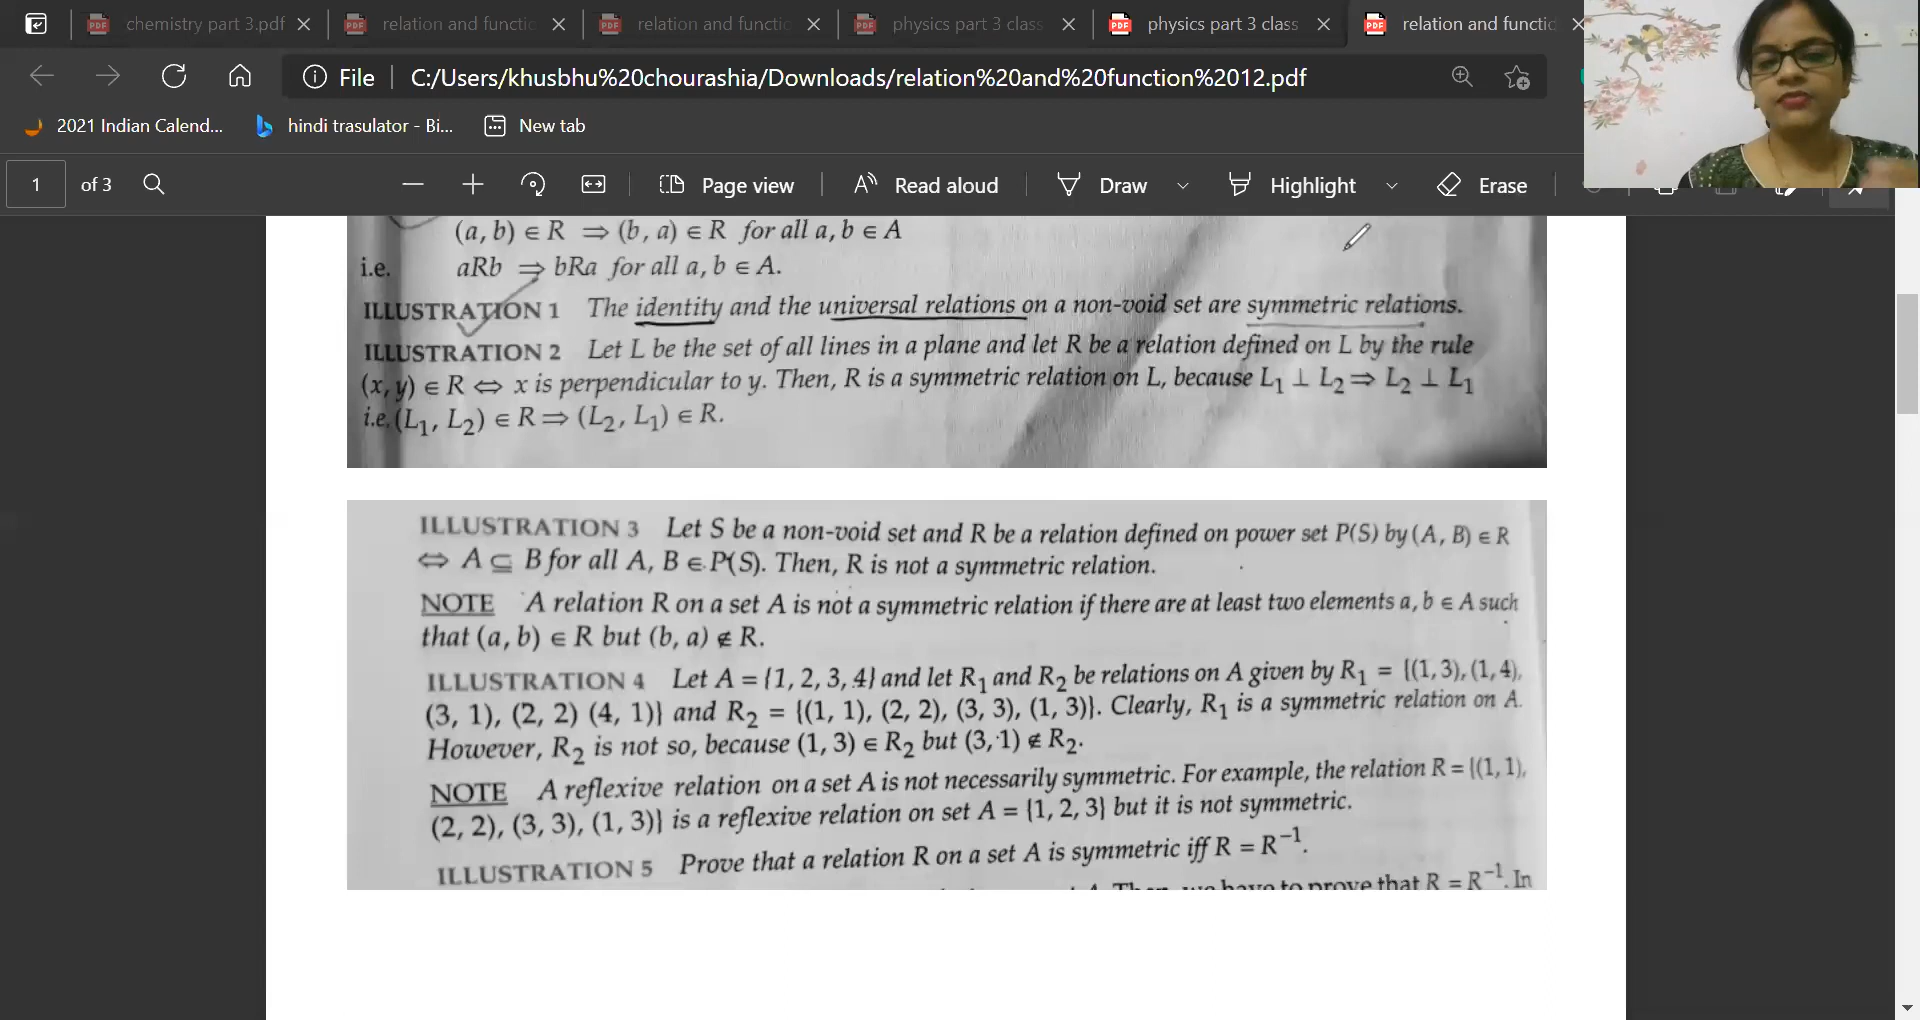 chemistry part 3.pdf
relation and functio
relation and functio
physics part 3 class
physics part 3 class
relation and functio
File
C:/Users/khusbhu%20chourashia/Downloads/relation%20and%20function%2012.pdf
2021 Indian Calend...
hindi trasulator - Bi...
New tab
1 of 3
Page view
Read aloud
Draw
Highlight
Erase
(a, b) ∈ R ⇒ (b, a) ∈ R for all a, b ∈ A
i.e. aRb ⇒ bRa for all a, b ∈ A.
ILLUSTRATION 1 The identity and the universal relations on a non-void set are symmetric relations.
ILLUSTRATION 2 Let L be the set of all lines in a plane and let R be a relation defined on L by the rule
(x, y) ∈ R ⇔ x is perpendicular to y. Then, R is a symmetric relation on L, because L₁ ⊥ L₂ ⇒ L₂ ⊥ L₁
i.e. (L₁, L₂) ∈ R ⇒ (L₂, L₁) ∈ R.
ILLUSTRATION 3 Let S be a non-void set and R be a relation defined on power set P(S) by (A, B) ∈ R
⇔ A ⊆ B for all A, B ∈ P(S). Then, R is not a symmetric relation.
NOTE A relation R on a set A is not a symmetric relation if there are at least two elements a, b ∈ A such
that (a, b) ∈ R but (b, a) ∉ R.
ILLUSTRATION 4 Let A = {1, 2, 3, 4} and let R₁ and R₂ be relations on A given by R₁ = {(1, 3), (1, 4),
(3, 1), (2, 2) (4, 1)} and R₂ = {(1, 1), (2, 2), (3, 3), (1, 3)}. Clearly, R₁ is a symmetric relation on A.
However, R₂ is not so, because (1, 3) ∈ R₂ but (3, 1) ∉ R₂.
NOTE A reflexive relation on a set A is not necessarily symmetric. For example, the relation R = {(1, 1),
(2, 2), (3, 3), (1, 3)} is a reflexive relation on set A = {1, 2, 3} but it is not symmetric.
ILLUSTRATION 5 Prove that a relation R on a set A is symmetric iff R = R⁻¹.
have to prove that R = R⁻¹. In